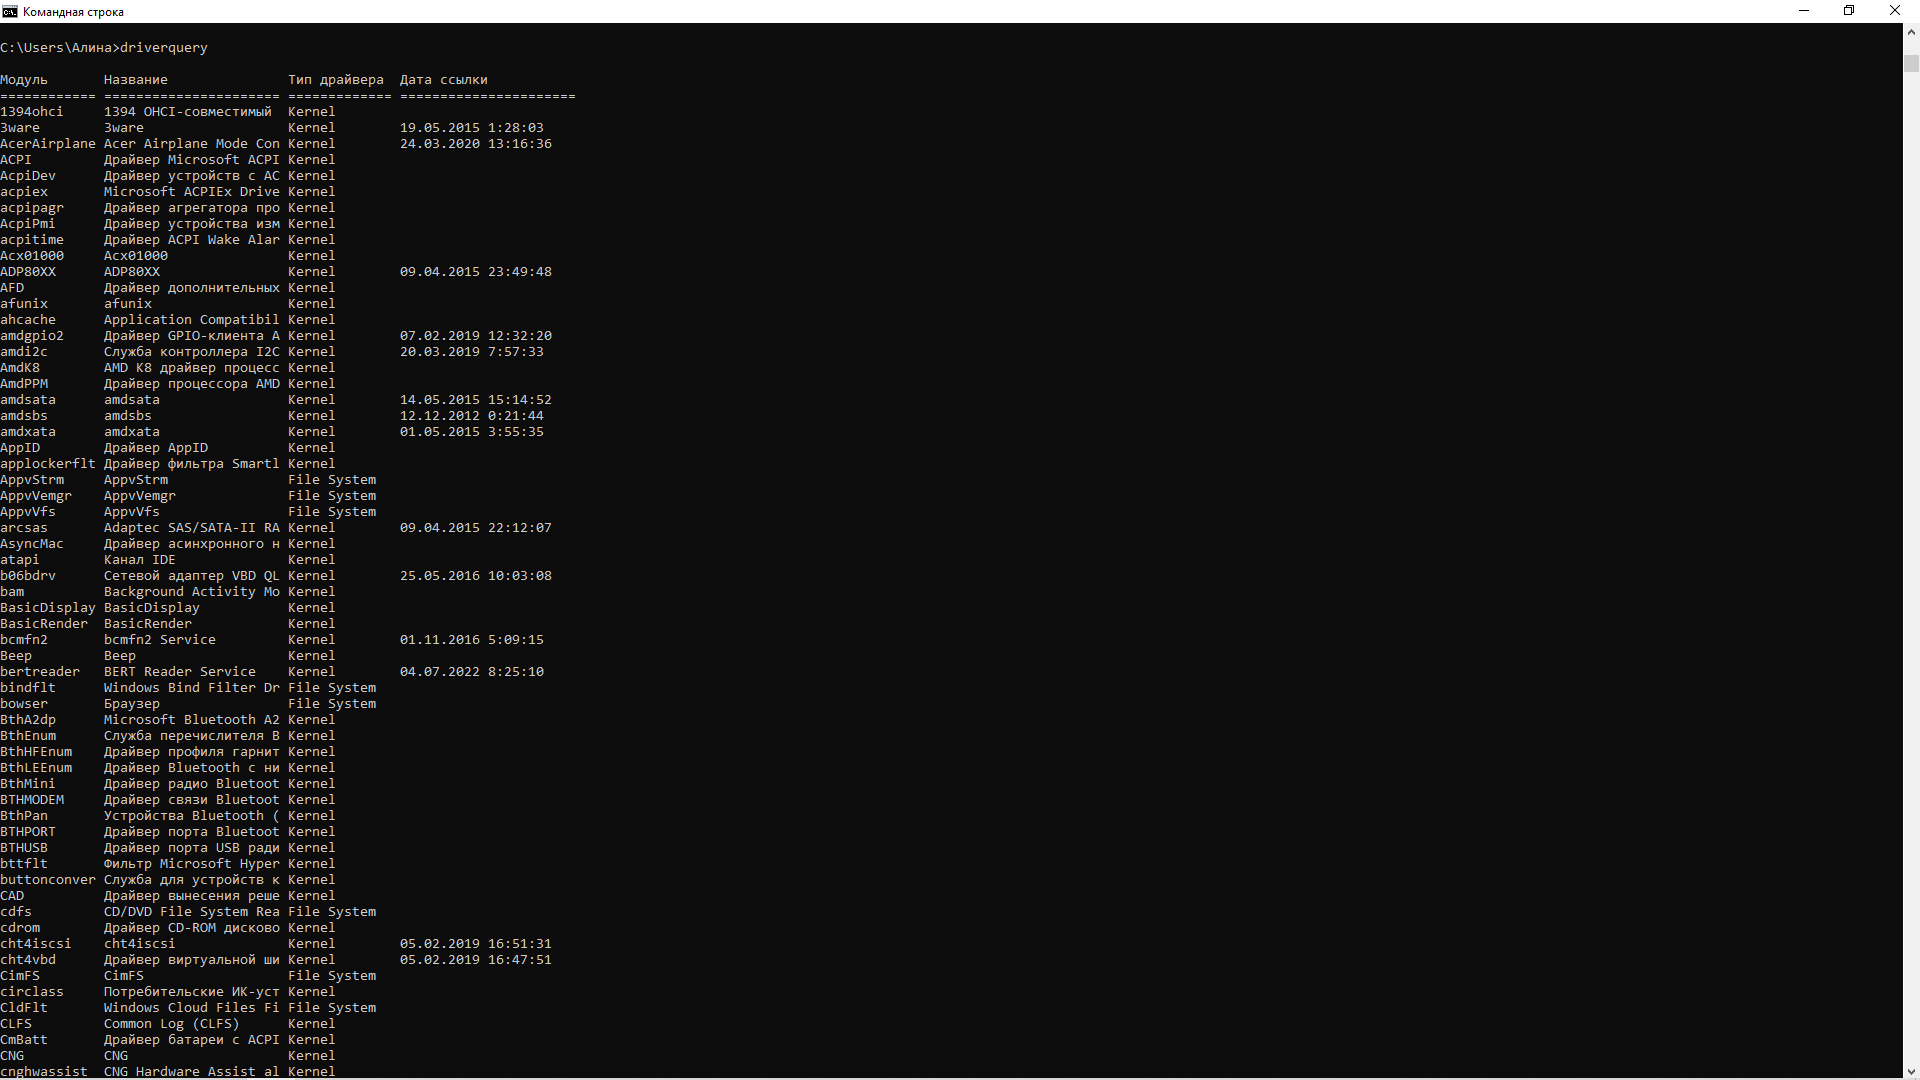 Командная строка
C:\Users\Алина>driverquery
Модуль       Название               Тип драйвера  Дата ссылки
============ ====================== ============= ======================
1394ohci     1394 OHCI-совместимый  Kernel
3ware        3ware                  Kernel        19.05.2015 1:28:03
AcerAirplane Acer Airplane Mode Con Kernel        24.03.2020 13:16:36
ACPI         Драйвер Microsoft ACPI Kernel
AcpiDev      Драйвер устройств с AC Kernel
acpiex       Microsoft ACPIEx Drive Kernel
acpipagr     Драйвер агрегатора про Kernel
AcpiPmi      Драйвер устройства изм Kernel
acpitime     Драйвер ACPI Wake Alar Kernel
Acx01000     Acx01000               Kernel
ADP80XX      ADP80XX                Kernel        09.04.2015 23:49:48
AFD          Драйвер дополнительных Kernel
afunix       afunix                 Kernel
ahcache      Application Compatibil Kernel
amdgpio2     Драйвер GPIO-клиента A Kernel        07.02.2019 12:32:20
amdi2c       Служба контроллера I2C Kernel        20.03.2019 7:57:33
AmdK8        AMD K8 драйвер процесс Kernel
AmdPPM       Драйвер процессора AMD Kernel
amdsata      amdsata                Kernel        14.05.2015 15:14:52
amdsbs       amdsbs                 Kernel        12.12.2012 0:21:44
amdxata      amdxata                Kernel        01.05.2015 3:55:35
AppID        Драйвер AppID          Kernel
applockerflt Драйвер фильтра Smartl Kernel
AppvStrm     AppvStrm               File System
AppvVemgr    AppvVemgr              File System
AppvVfs      AppvVfs                File System
arcsas       Adaptec SAS/SATA-II RA Kernel        09.04.2015 22:12:07
AsyncMac     Драйвер асинхронного н Kernel
atapi        Канал IDE              Kernel
b06bdrv      Сетевой адаптер VBD QL Kernel        25.05.2016 10:03:08
bam          Background Activity Mo Kernel
BasicDisplay BasicDisplay           Kernel
BasicRender  BasicRender            Kernel
bcmfn2       bcmfn2 Service         Kernel        01.11.2016 5:09:15
Beep         Beep                   Kernel
bertreader   BERT Reader Service    Kernel        04.07.2022 8:25:10
bindflt      Windows Bind Filter Dr File System
bowser       Браузер                File System
BthA2dp      Microsoft Bluetooth A2 Kernel
BthEnum      Служба перечислителя B Kernel
BthHFEnum    Драйвер профиля гарнит Kernel
BthLEEnum    Драйвер Bluetooth с ни Kernel
BthMini      Драйвер радио Bluetoot Kernel
BTHMODEM     Драйвер связи Bluetoot Kernel
BthPan       Устройства Bluetooth ( Kernel
BTHPORT      Драйвер порта Bluetoot Kernel
BTHUSB       Драйвер порта USB ради Kernel
bttflt       Фильтр Microsoft Hyper Kernel
buttonconver Служба для устройств к Kernel
CAD          Драйвер вынесения реше Kernel
cdfs         CD/DVD File System Rea File System
cdrom        Драйвер CD-ROM дисково Kernel
cht4iscsi    cht4iscsi              Kernel        05.02.2019 16:51:31
cht4vbd      Драйвер виртуальной ши Kernel        05.02.2019 16:47:51
CimFS        CimFS                  File System
circlass     Потребительские ИК-уст Kernel
CldFlt       Windows Cloud Files Fi File System
CLFS         Common Log (CLFS)      Kernel
CmBatt       Драйвер батареи с ACPI Kernel
CNG          CNG                    Kernel
cnghwassist  CNG Hardware Assist al Kernel